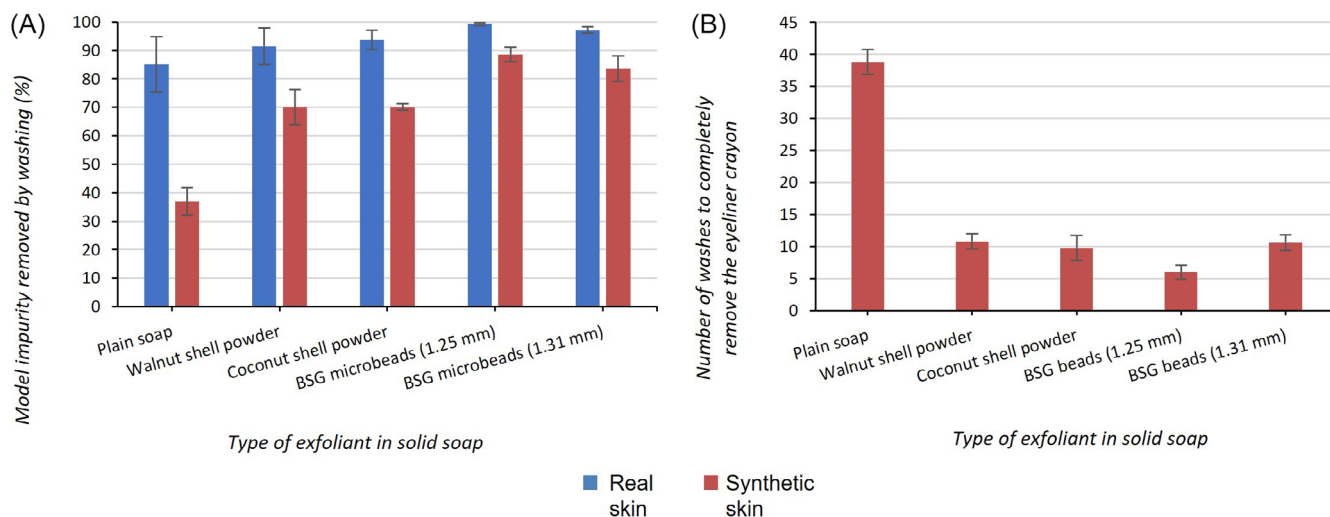 (A)
Model impurity removed by washing (%)
100
90
80
70
60
50
40
30
20
10
0
Plain soap
Walnut shell powder
Coconut shell powder
BSG microbeads (1.25 mm)
BSG microbeads (1.31 mm)
Type of exfoliant in solid soap
(B)
Number of washes to completely
remove the eyeliner crayon
45
40
35
30
25
20
15
10
5
0
Plain soap
Walnut shell powder
Coconut shell powder
BSG beads (1.25 mm)
BSG beads (1.31 mm)
Type of exfoliant in solid soap
Real
skin
Synthetic
skin